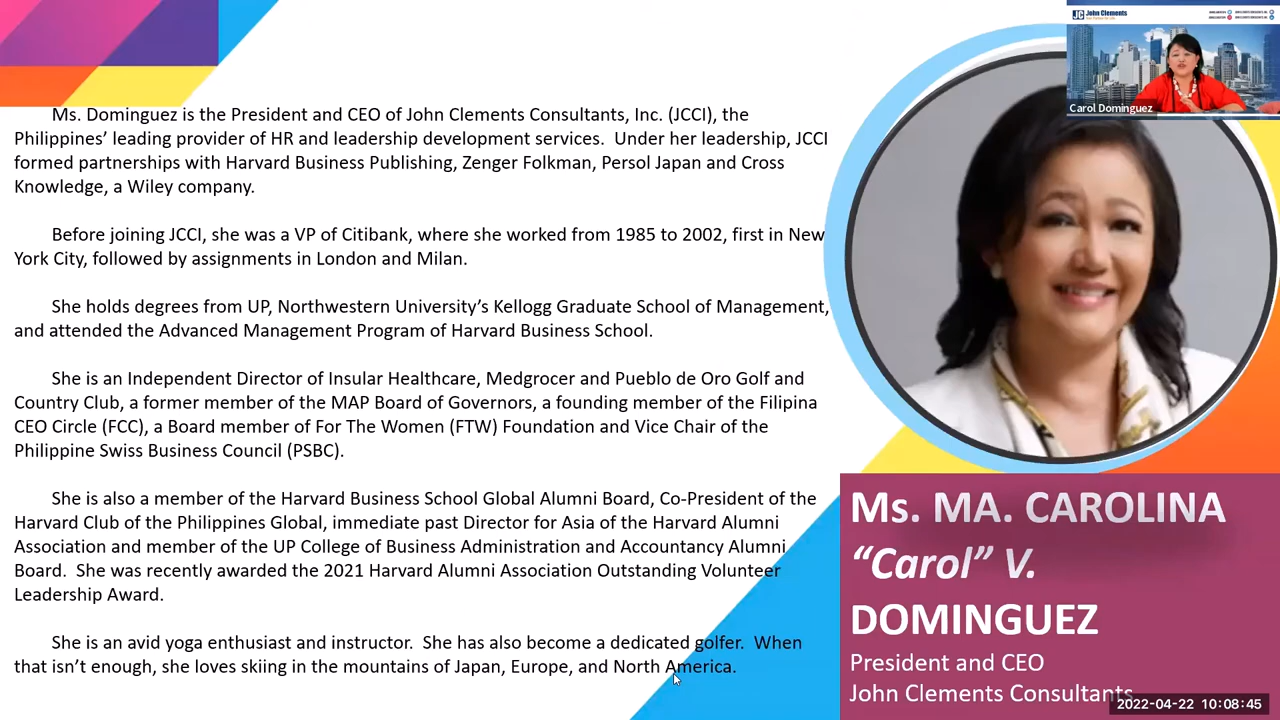 Ms. Dominguez is the President and CEO of John Clements Consultants, Inc. (JCCI), the
Philippines’ leading provider of HR and leadership development services.  Under her leadership, JCCI
formed partnerships with Harvard Business Publishing, Zenger Folkman, Persol Japan and Cross
Knowledge, a Wiley company.
Before joining JCCI, she was a VP of Citibank, where she worked from 1985 to 2002, first in New
York City, followed by assignments in London and Milan.
She holds degrees from UP, Northwestern University’s Kellogg Graduate School of Management,
and attended the Advanced Management Program of Harvard Business School.
She is an Independent Director of Insular Healthcare, Medgrocer and Pueblo de Oro Golf and
Country Club, a former member of the MAP Board of Governors, a founding member of the Filipina
CEO Circle (FCC), a Board member of For The Women (FTW) Foundation and Vice Chair of the
Philippine Swiss Business Council (PSBC).
She is also a member of the Harvard Business School Global Alumni Board, Co-President of the
Harvard Club of the Philippines Global, immediate past Director for Asia of the Harvard Alumni
Association and member of the UP College of Business Administration and Accountancy Alumni
Board.  She was recently awarded the 2021 Harvard Alumni Association Outstanding Volunteer
Leadership Award.
She is an avid yoga enthusiast and instructor.  She has also become a dedicated golfer.  When
that isn’t enough, she loves skiing in the mountains of Japan, Europe, and North America.
JC John Clements
Carol Dominguez
Ms. MA. CAROLINA
“Carol” V.
DOMINGUEZ
President and CEO
John Clements Consultants
2022-04-22 10:08:45